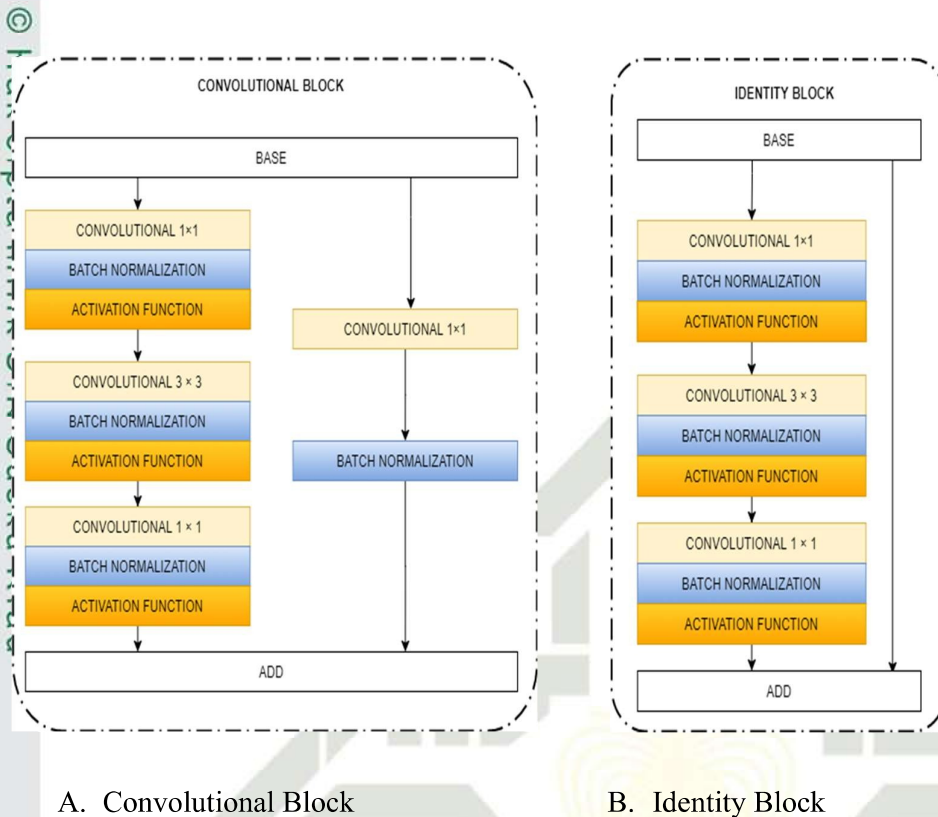 ©
CONVOLUTIONAL BLOCK
BASE
CONVOLUTIONAL 1×1
BATCH NORMALIZATION
ACTIVATION FUNCTION
CONVOLUTIONAL 3 × 3
BATCH NORMALIZATION
ACTIVATION FUNCTION
CONVOLUTIONAL 1 × 1
BATCH NORMALIZATION
ACTIVATION FUNCTION
CONVOLUTIONAL 1×1
BATCH NORMALIZATION
ADD
IDENTITY BLOCK
BASE
CONVOLUTIONAL 1×1
BATCH NORMALIZATION
ACTIVATION FUNCTION
CONVOLUTIONAL 3 × 3
BATCH NORMALIZATION
ACTIVATION FUNCTION
CONVOLUTIONAL 1 × 1
BATCH NORMALIZATION
ACTIVATION FUNCTION
ADD
A. Convolutional Block
B. Identity Block